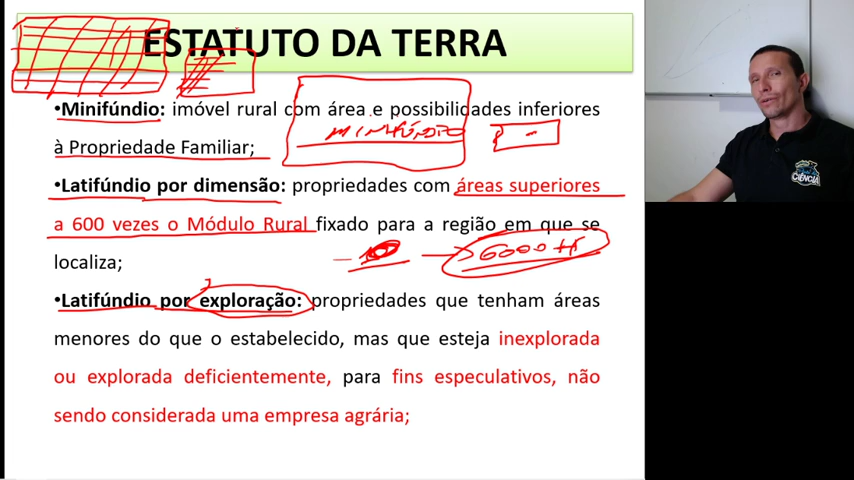 ESTATUTO DA TERRA
•Minifúndio: imóvel rural com área e possibilidades inferiores
MINIFÚNDIO
à Propriedade Familiar;
•Latifúndio por dimensão: propriedades com áreas superiores
a 600 vezes o Módulo Rural fixado para a região em que se
localiza;
6000 H
•Latifúndio por exploração: propriedades que tenham áreas
menores do que o estabelecido, mas que esteja inexplorada
ou explorada deficientemente, para fins especulativos, não
sendo considerada uma empresa agrária;
CIÊNCIA